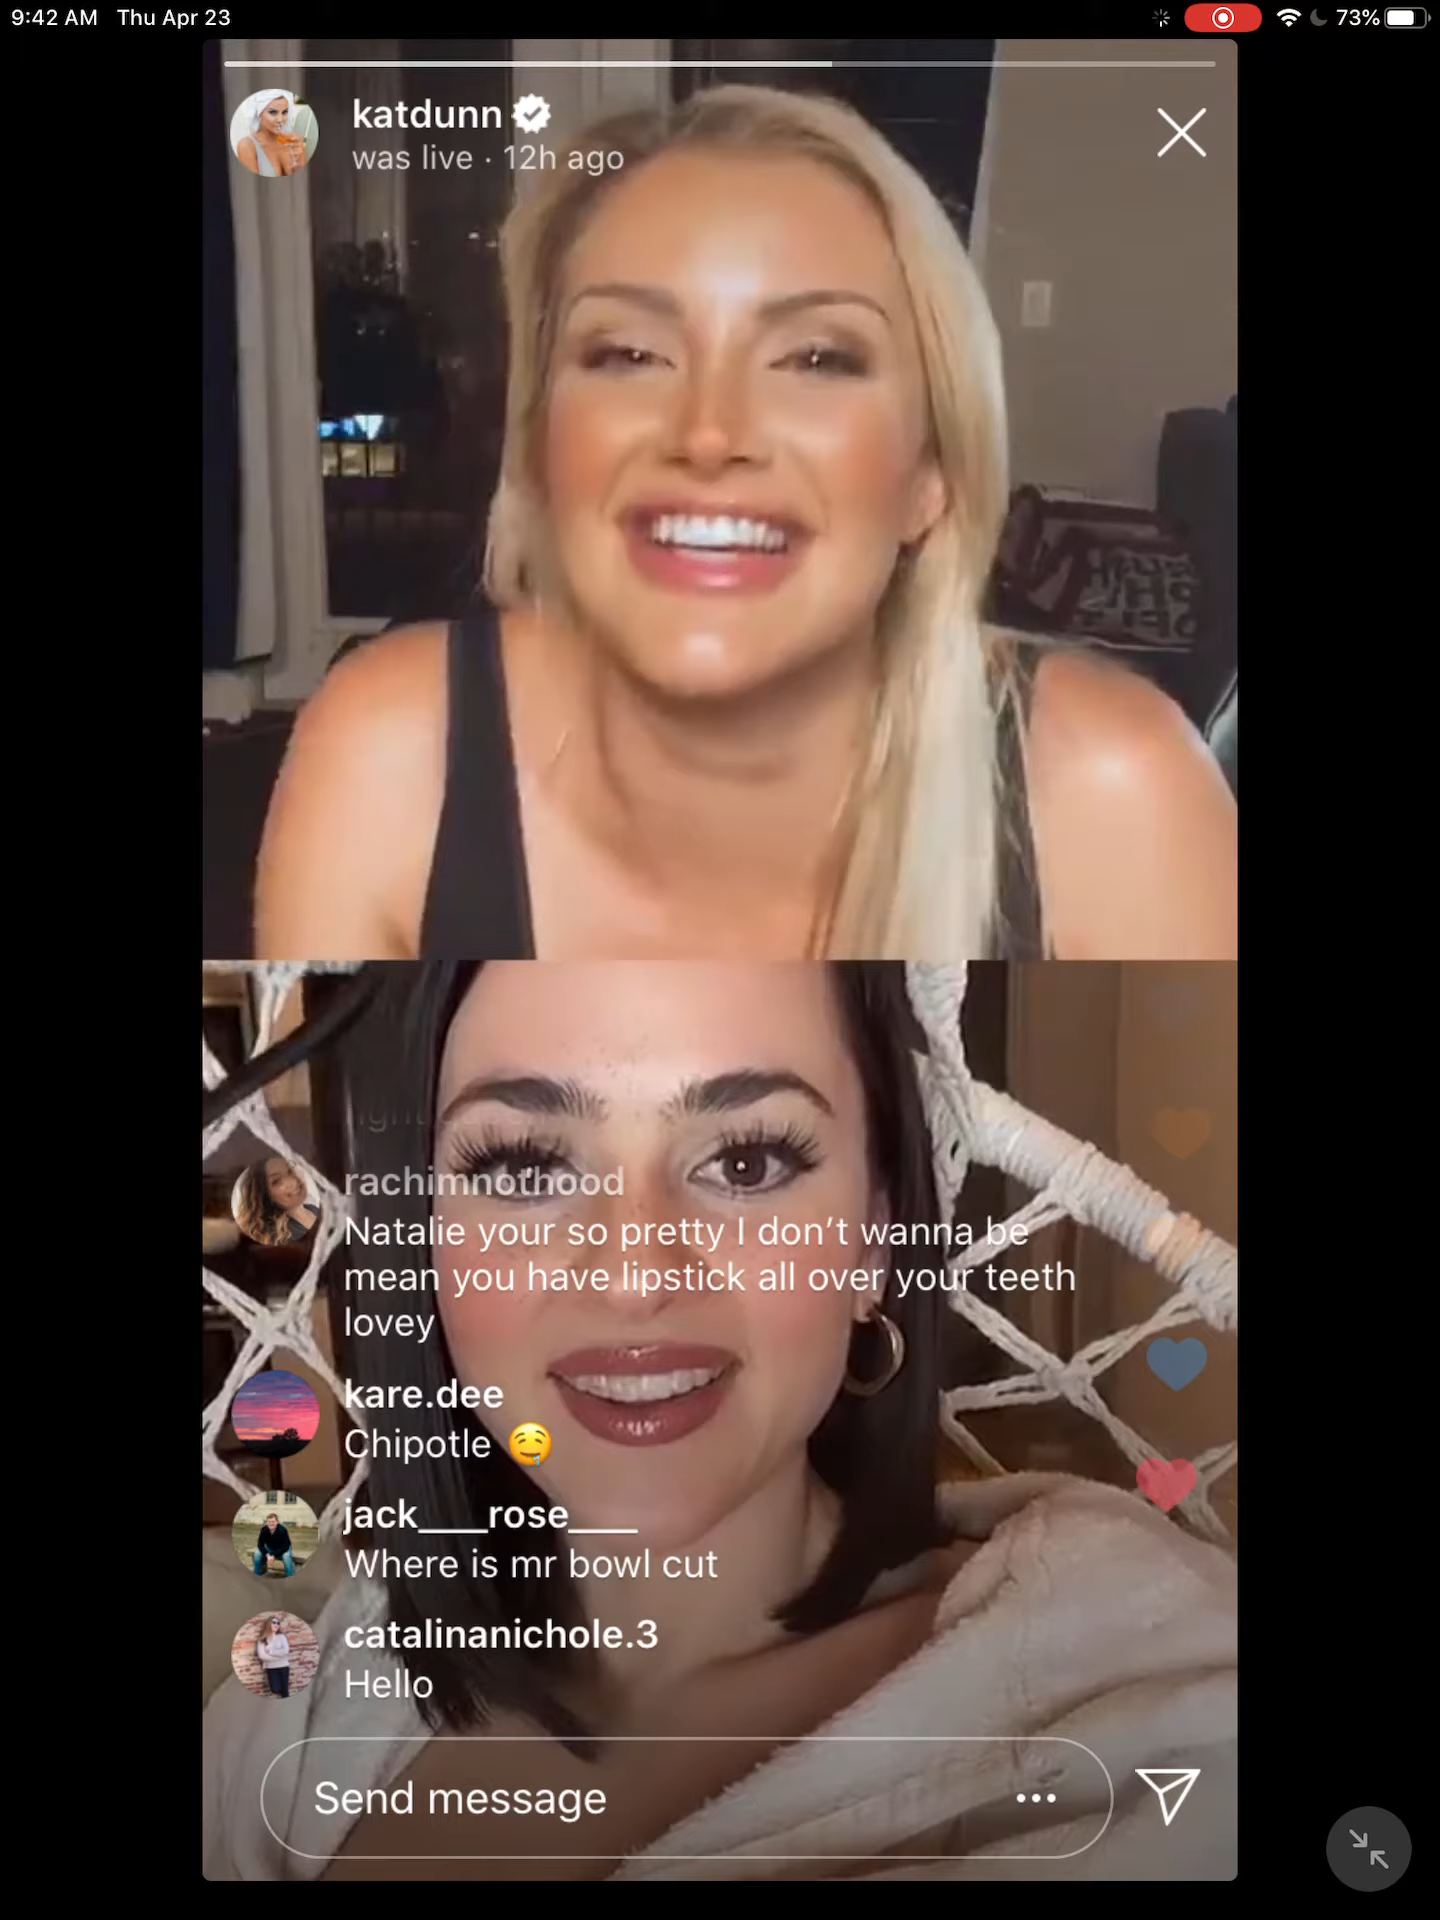 9:42 AM Thu Apr 23
73%
katdunn
was live · 12h ago
rachimnothood
Natalie your so pretty I don’t wanna be
mean you have lipstick all over your teeth
lovey
kare.dee
Chipotle 🤤
jack____rose____
Where is mr bowl cut
catalinanichole.3
Hello
Send message